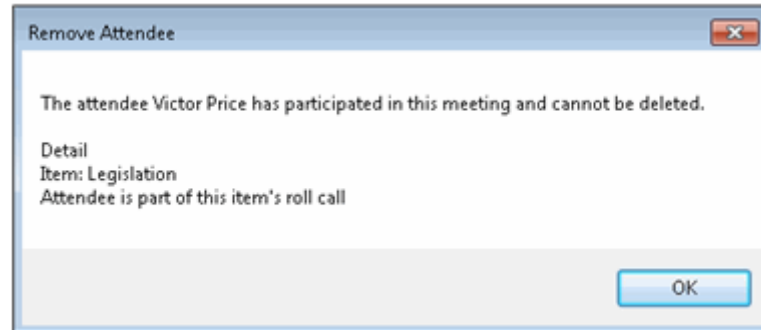 Remove Attendee
The attendee Victor Price has participated in this meeting and cannot be deleted.
Detail
Item: Legislation
Attendee is part of this item's roll call
OK